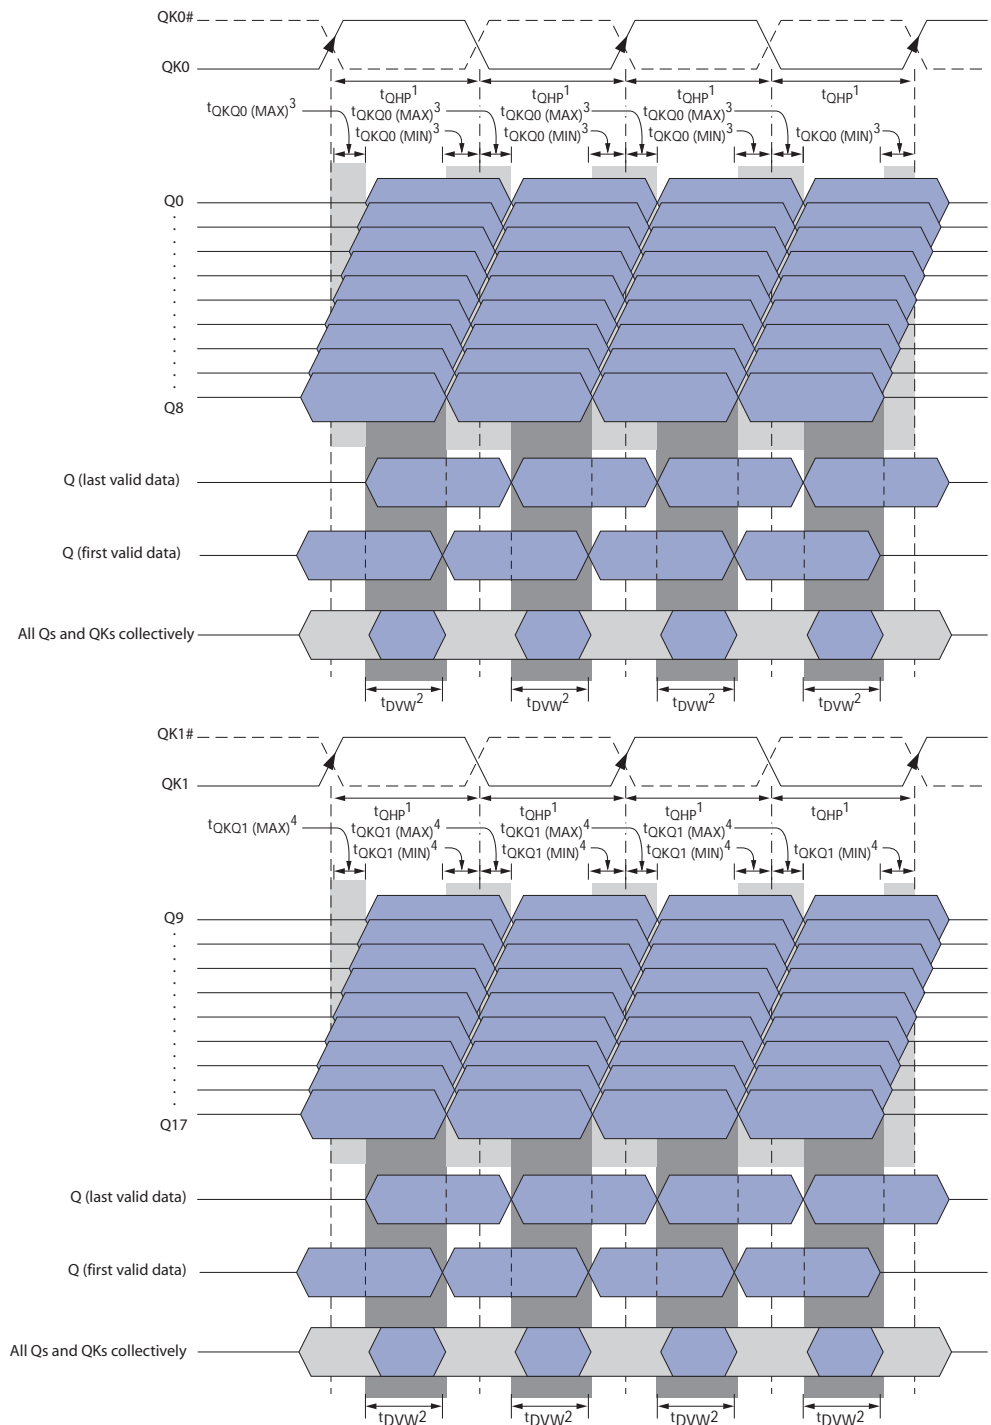 QK0#
QK0
tQHP1 tQHP1 tQHP1 tQHP1
tQKQ0 (MAX)3 tQKQ0 (MAX)3 tQKQ0 (MAX)3 tQKQ0 (MAX)3
tQKQ0 (MIN)3 tQKQ0 (MIN)3 tQKQ0 (MIN)3 tQKQ0 (MIN)3
Q0
Q8
Q (last valid data)
Q (first valid data)
All Qs and QKs collectively
tDVW2 tDVW2 tDVW2 tDVW2
QK1#
QK1
tQHP1 tQHP1 tQHP1 tQHP1
tQKQ1 (MAX)4 tQKQ1 (MAX)4 tQKQ1 (MAX)4 tQKQ1 (MAX)4
tQKQ1 (MIN)4 tQKQ1 (MIN)4 tQKQ1 (MIN)4 tQKQ1 (MIN)4
Q9
Q17
Q (last valid data)
Q (first valid data)
All Qs and QKs collectively
tDVW2 tDVW2 tDVW2 tDVW2